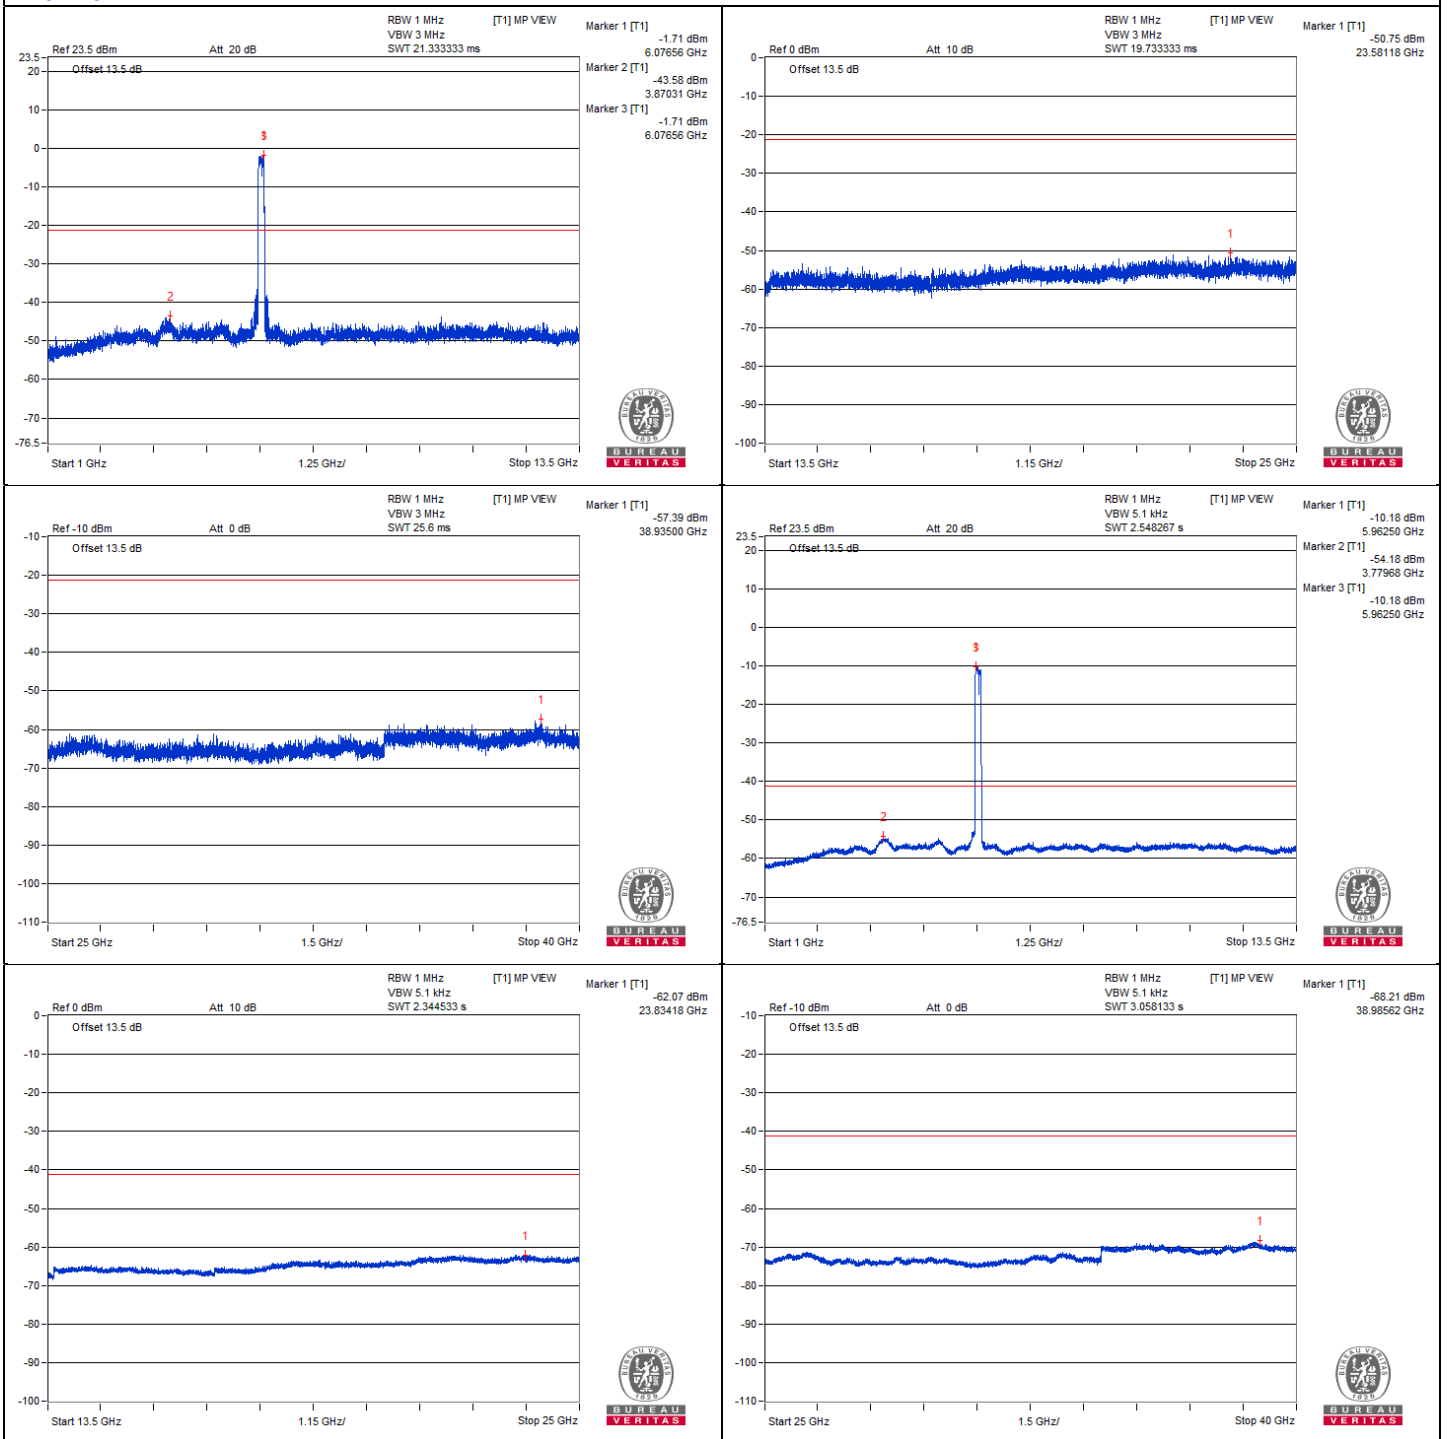 RBW 1 MHz [T1] MP VIEW
VBW 3 MHz
Ref 23.5 dBm Att 20 dB SWT 21.333333 ms
Marker 1 [T1]
-1.71 dBm
6.07656 GHz
Marker 2 [T1]
-43.58 dBm
3.87031 GHz
Marker 3 [T1]
-1.71 dBm
6.07656 GHz
Offset 13.5 dB
23.5
20
10
0
-10
-20
-30
-40
-50
-60
-70
-76.5
2
Start 1 GHz 1.25 GHz/ Stop 13.5 GHz
BUREAU VERITAS
1828
BUREAU
VERITAS
RBW 1 MHz [T1] MP VIEW
VBW 3 MHz
Ref 0 dBm Att 10 dB SWT 19.733333 ms
Marker 1 [T1]
-50.75 dBm
23.58118 GHz
Offset 13.5 dB
0
-10
-20
-30
-40
-50
-60
-70
-80
-90
-100
1
Start 13.5 GHz 1.15 GHz/ Stop 25 GHz
BUREAU VERITAS
1828
BUREAU
VERITAS
RBW 1 MHz [T1] MP VIEW
VBW 3 MHz
Ref -10 dBm Att 0 dB SWT 25.6 ms
Marker 1 [T1]
-57.39 dBm
38.93500 GHz
Offset 13.5 dB
-10
-20
-30
-40
-50
-60
-70
-80
-90
-100
-110
1
Start 25 GHz 1.5 GHz/ Stop 40 GHz
BUREAU VERITAS
1828
BUREAU
VERITAS
RBW 1 MHz [T1] MP VIEW
VBW 5.1 kHz
Ref 23.5 dBm Att 20 dB SWT 2.548267 s
Marker 1 [T1]
-10.18 dBm
5.96250 GHz
Marker 2 [T1]
-54.18 dBm
3.77968 GHz
Marker 3 [T1]
-10.18 dBm
5.96250 GHz
Offset 13.5 dB
23.5
20
10
0
-10
-20
-30
-40
-50
-60
-70
-76.5
2
Start 1 GHz 1.25 GHz/ Stop 13.5 GHz
BUREAU VERITAS
1828
BUREAU
VERITAS
RBW 1 MHz [T1] MP VIEW
VBW 5.1 kHz
Ref 0 dBm Att 10 dB SWT 2.344533 s
Marker 1 [T1]
-62.07 dBm
23.83418 GHz
Offset 13.5 dB
0
-10
-20
-30
-40
-50
-60
-70
-80
-90
-100
1
Start 13.5 GHz 1.15 GHz/ Stop 25 GHz
BUREAU VERITAS
1828
BUREAU
VERITAS
RBW 1 MHz [T1] MP VIEW
VBW 5.1 kHz
Ref -10 dBm Att 0 dB SWT 3.058133 s
Marker 1 [T1]
-68.21 dBm
38.98562 GHz
Offset 13.5 dB
-10
-20
-30
-40
-50
-60
-70
-80
-90
-100
-110
1
Start 25 GHz 1.5 GHz/ Stop 40 GHz
BUREAU VERITAS
1828
BUREAU
VERITAS